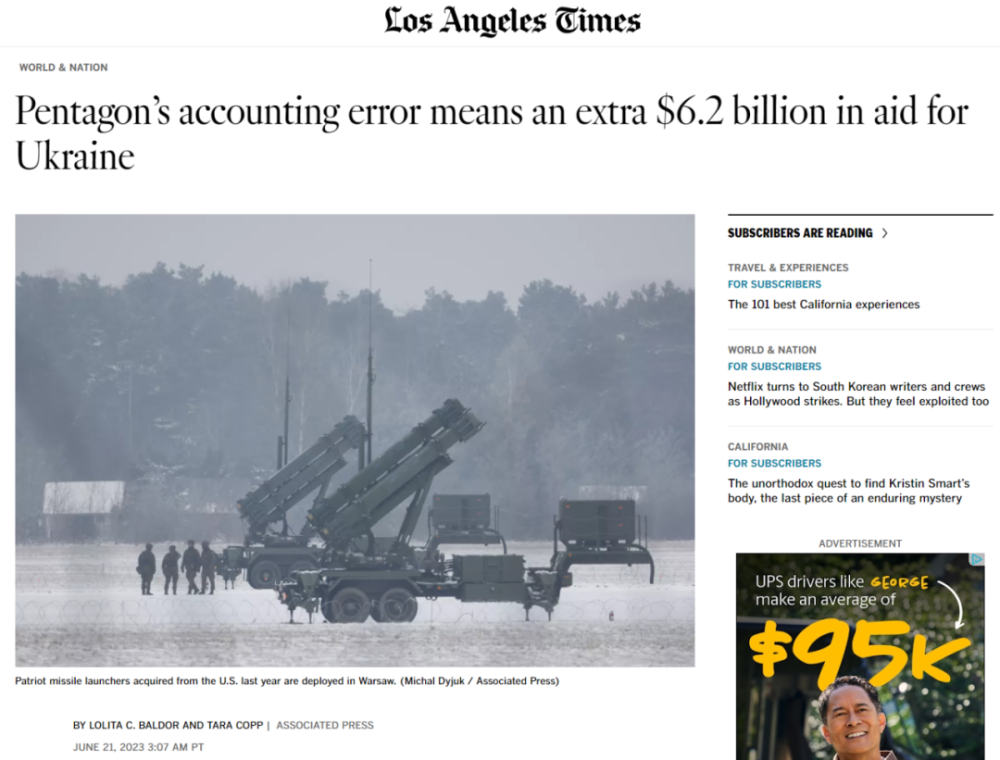 Los Angeles Times
WORLD & NATION
Pentagon’s accounting error means an extra $6.2 billion in aid for
Ukraine
Patriot missile launchers acquired from the U.S. last year are deployed in Warsaw. (Michal Dyjuk / Associated Press)
BY LOLITA C. BALDOR AND TARA COPP | ASSOCIATED PRESS
JUNE 21, 2023 3:07 AM PT
SUBSCRIBERS ARE READING >
TRAVEL & EXPERIENCES
FOR SUBSCRIBERS
The 101 best California experiences
WORLD & NATION
FOR SUBSCRIBERS
Netflix turns to South Korean writers and crews
as Hollywood strikes. But they feel exploited too
CALIFORNIA
FOR SUBSCRIBERS
The unorthodox quest to find Kristin Smart’s
body, the last piece of an enduring mystery
ADVERTISEMENT
UPS drivers like GEORGE
make an average of
$95K